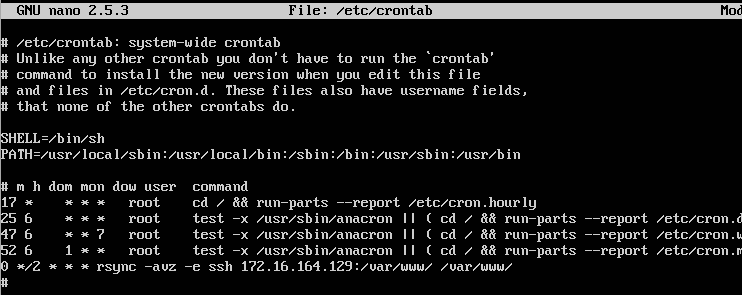 GNU nano 2.5.3 File: /etc/crontab Mod
# /etc/crontab: system-wide crontab
# Unlike any other crontab you don't have to run the `crontab'
# command to install the new version when you edit this file
# and files in /etc/cron.d. These files also have username fields,
# that none of the other crontabs do.
SHELL=/bin/sh
PATH=/usr/local/sbin:/usr/local/bin:/sbin:/bin:/usr/sbin:/usr/bin
# m h dom mon dow user  command
17 *    * * *   root    cd / && run-parts --report /etc/cron.hourly
25 6    * * *   root    test -x /usr/sbin/anacron || ( cd / && run-parts --report /etc/cron.d
47 6    * * 7   root    test -x /usr/sbin/anacron || ( cd / && run-parts --report /etc/cron.w
52 6    1 * *   root    test -x /usr/sbin/anacron || ( cd / && run-parts --report /etc/cron.m
0 */2 * * * rsync -avz -e ssh 172.16.164.129:/var/www/ /var/www/
#